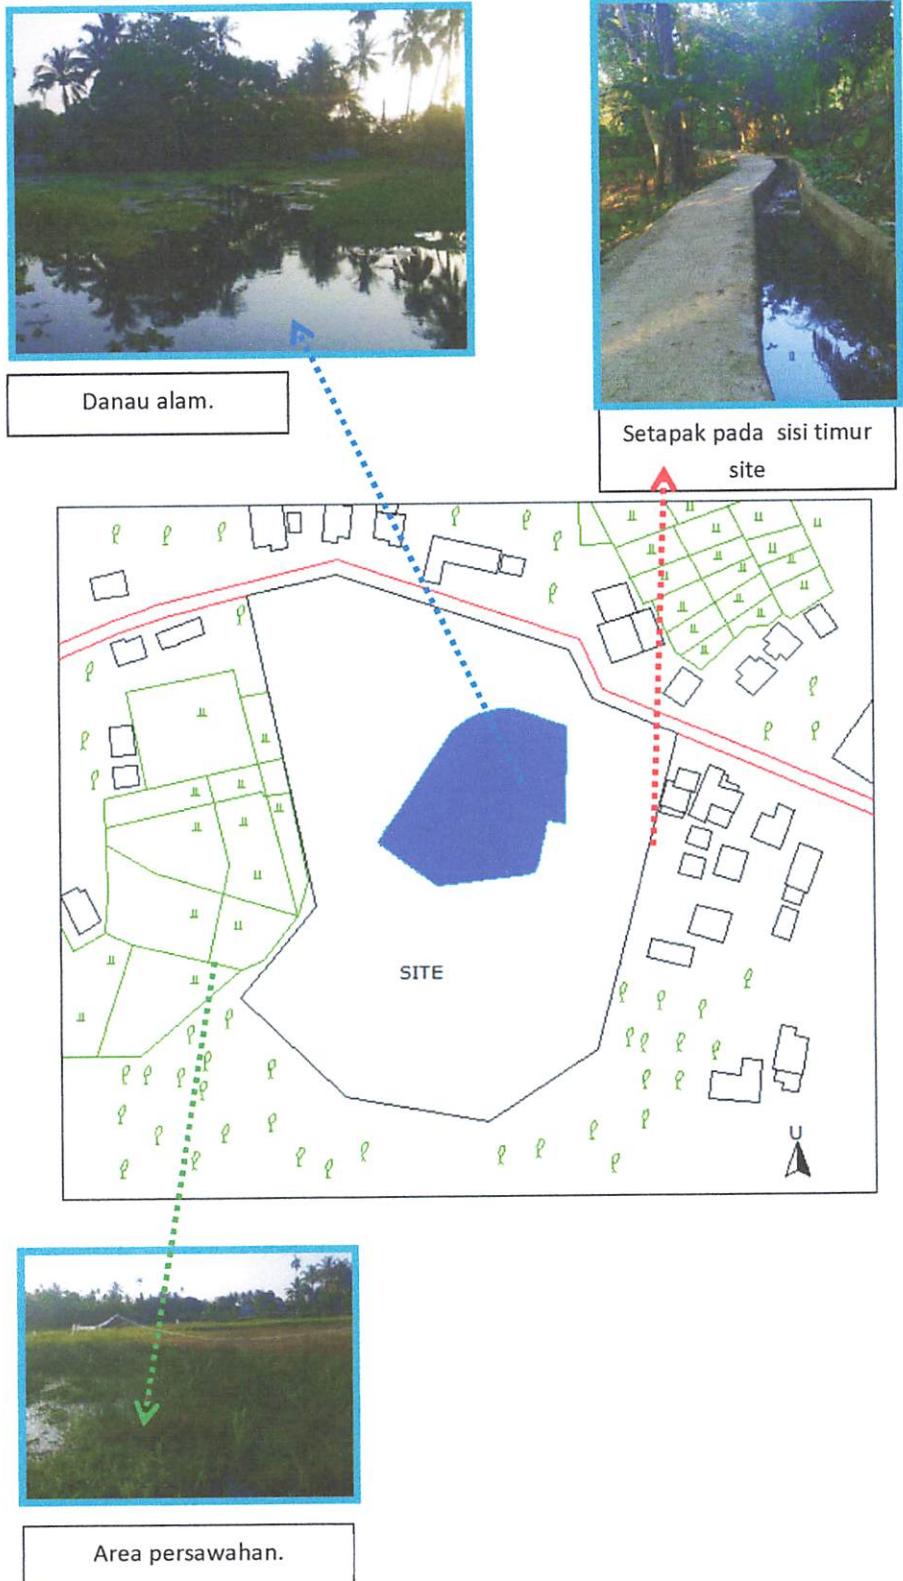 Danau alam.
Setapak pada sisi timur
site
SITE
U
Area persawahan.